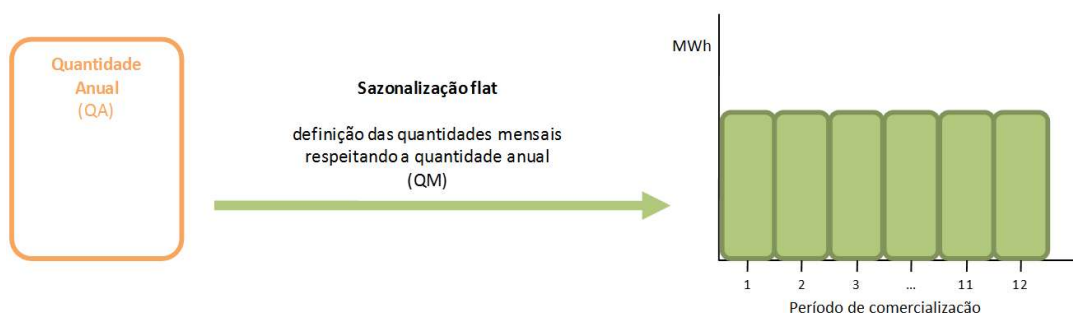 Quantidade
Anual
(QA)
Sazonalização flat
definição das quantidades mensais
respeitando a quantidade anual
(QM)
MWh
1 2 3 ... 11 12
Período de comercialização